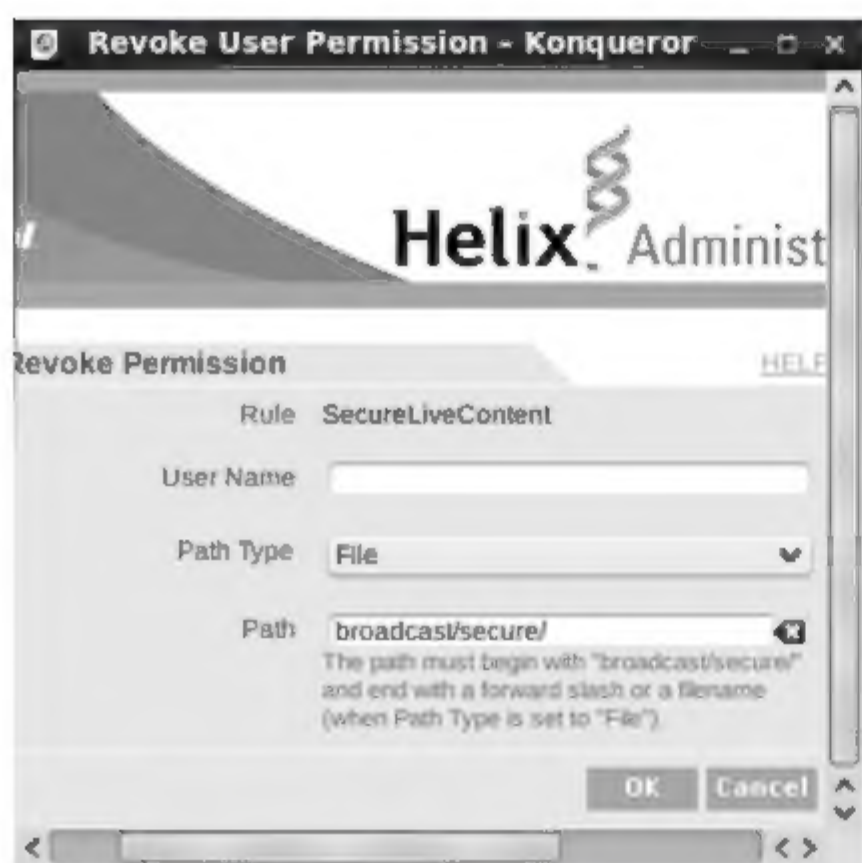 Revoke User Permission - Konqueror
Helix Administ
Revoke Permission
HELP
Rule SecureLiveContent
User Name
Path Type File
Path broadcast/secure/
The path must begin with "broadcast/secure/"
and end with a forward slash or a filename
(when Path Type is set to "File")
OK Cancel